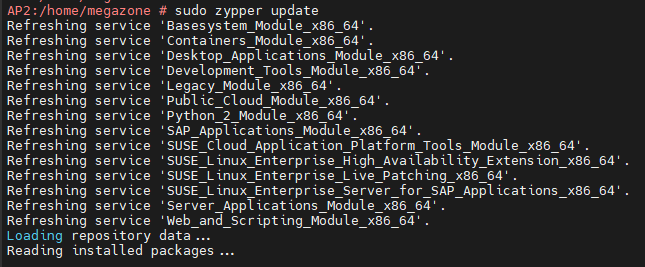 AP2:/home/megazone # sudo zypper update
Refreshing service 'Basesystem_Module_x86_64'.
Refreshing service 'Containers_Module_x86_64'.
Refreshing service 'Desktop_Applications_Module_x86_64'.
Refreshing service 'Development_Tools_Module_x86_64'.
Refreshing service 'Legacy_Module_x86_64'.
Refreshing service 'Public_Cloud_Module_x86_64'.
Refreshing service 'Python_2_Module_x86_64'.
Refreshing service 'SAP_Applications_Module_x86_64'.
Refreshing service 'SUSE_Cloud_Application_Platform_Tools_Module_x86_64'.
Refreshing service 'SUSE_Linux_Enterprise_High_Availability_Extension_x86_64'.
Refreshing service 'SUSE_Linux_Enterprise_Live_Patching_x86_64'.
Refreshing service 'SUSE_Linux_Enterprise_Server_for_SAP_Applications_x86_64'.
Refreshing service 'Server_Applications_Module_x86_64'.
Refreshing service 'Web_and_Scripting_Module_x86_64'.
Loading repository data...
Reading installed packages...